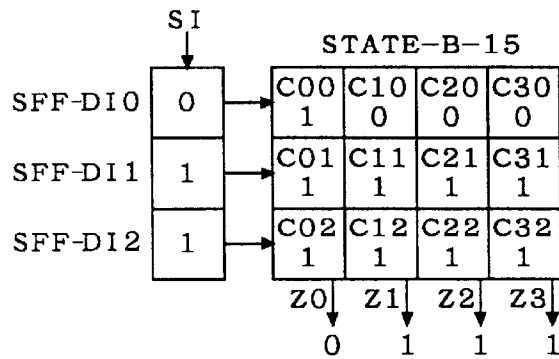 SI
STATE-B-15
SFF-DI0 0 C00 C10 C20 C30
1 0 0 0
SFF-DI1 1 C01 C11 C21 C31
1 1 1 1
SFF-DI2 1 C02 C12 C22 C32
1 1 1 1
Z0 Z1 Z2 Z3
0 1 1 1